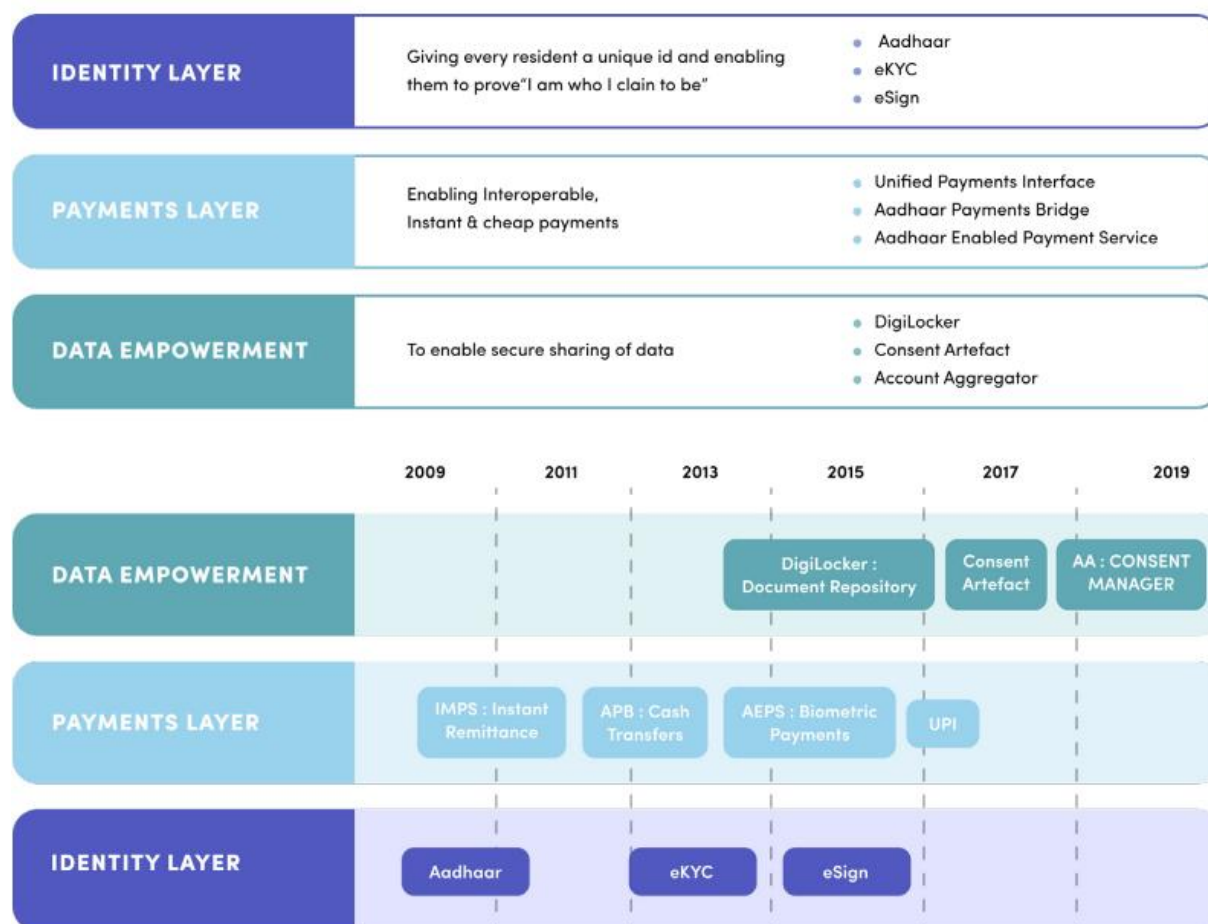 IDENTITY LAYER
Giving every resident a unique id and enabling
them to prove“I am who I clain to be”
Aadhaar
eKYC
eSign
PAYMENTS LAYER
Enabling Interoperable,
Instant & cheap payments
Unified Payments Interface
Aadhaar Payments Bridge
Aadhaar Enabled Payment Service
DATA EMPOWERMENT
To enable secure sharing of data
DigiLocker
Consent Artefact
Account Aggregator
2009 2011 2013 2015 2017 2019
DATA EMPOWERMENT
DigiLocker :
Document Repository
Consent
Artefact
AA : CONSENT
MANAGER
PAYMENTS LAYER
IMPS : Instant
Remittance
APB : Cash
Transfers
AEPS : Biometric
Payments
UPI
IDENTITY LAYER
Aadhaar
eKYC
eSign